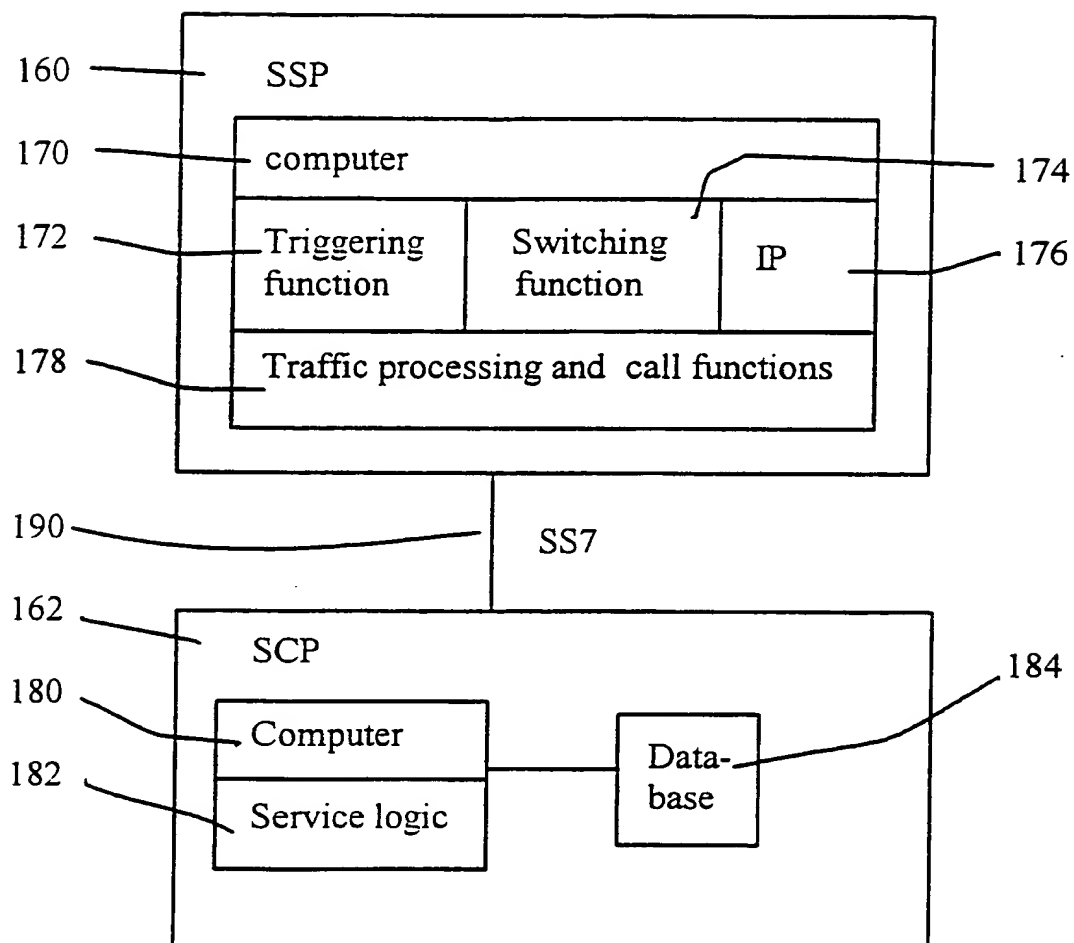 160
SSP
170
computer
174
172
Triggering
function
Switching
function
IP
176
178
Traffic processing and call functions
190
SS7
162
SCP
184
180
Computer
Data-
base
182
Service logic